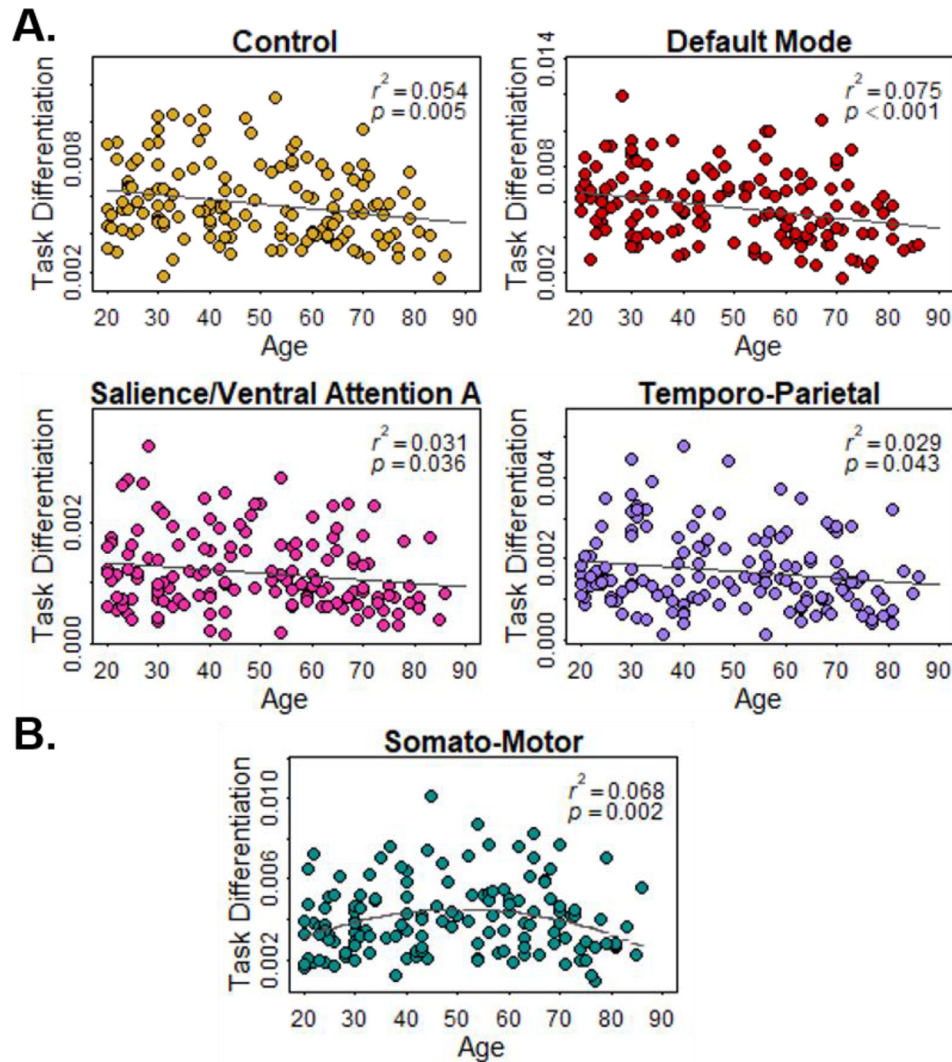 A.
Control
r² = 0.054
p = 0.005
Task Differentiation
0.002 0.008
20 30 40 50 60 70 80 90
Age
Default Mode
r² = 0.075
p < 0.001
Task Differentiation
0.002 0.008 0.014
20 30 40 50 60 70 80 90
Age
Salience/Ventral Attention A
r² = 0.031
p = 0.036
Task Differentiation
0.000 0.002
20 30 40 50 60 70 80 90
Age
Temporo-Parietal
r² = 0.029
p = 0.043
Task Differentiation
0.000 0.002 0.004
20 30 40 50 60 70 80 90
Age
B.
Somato-Motor
r² = 0.068
p = 0.002
Task Differentiation
0.002 0.006 0.010
20 30 40 50 60 70 80 90
Age